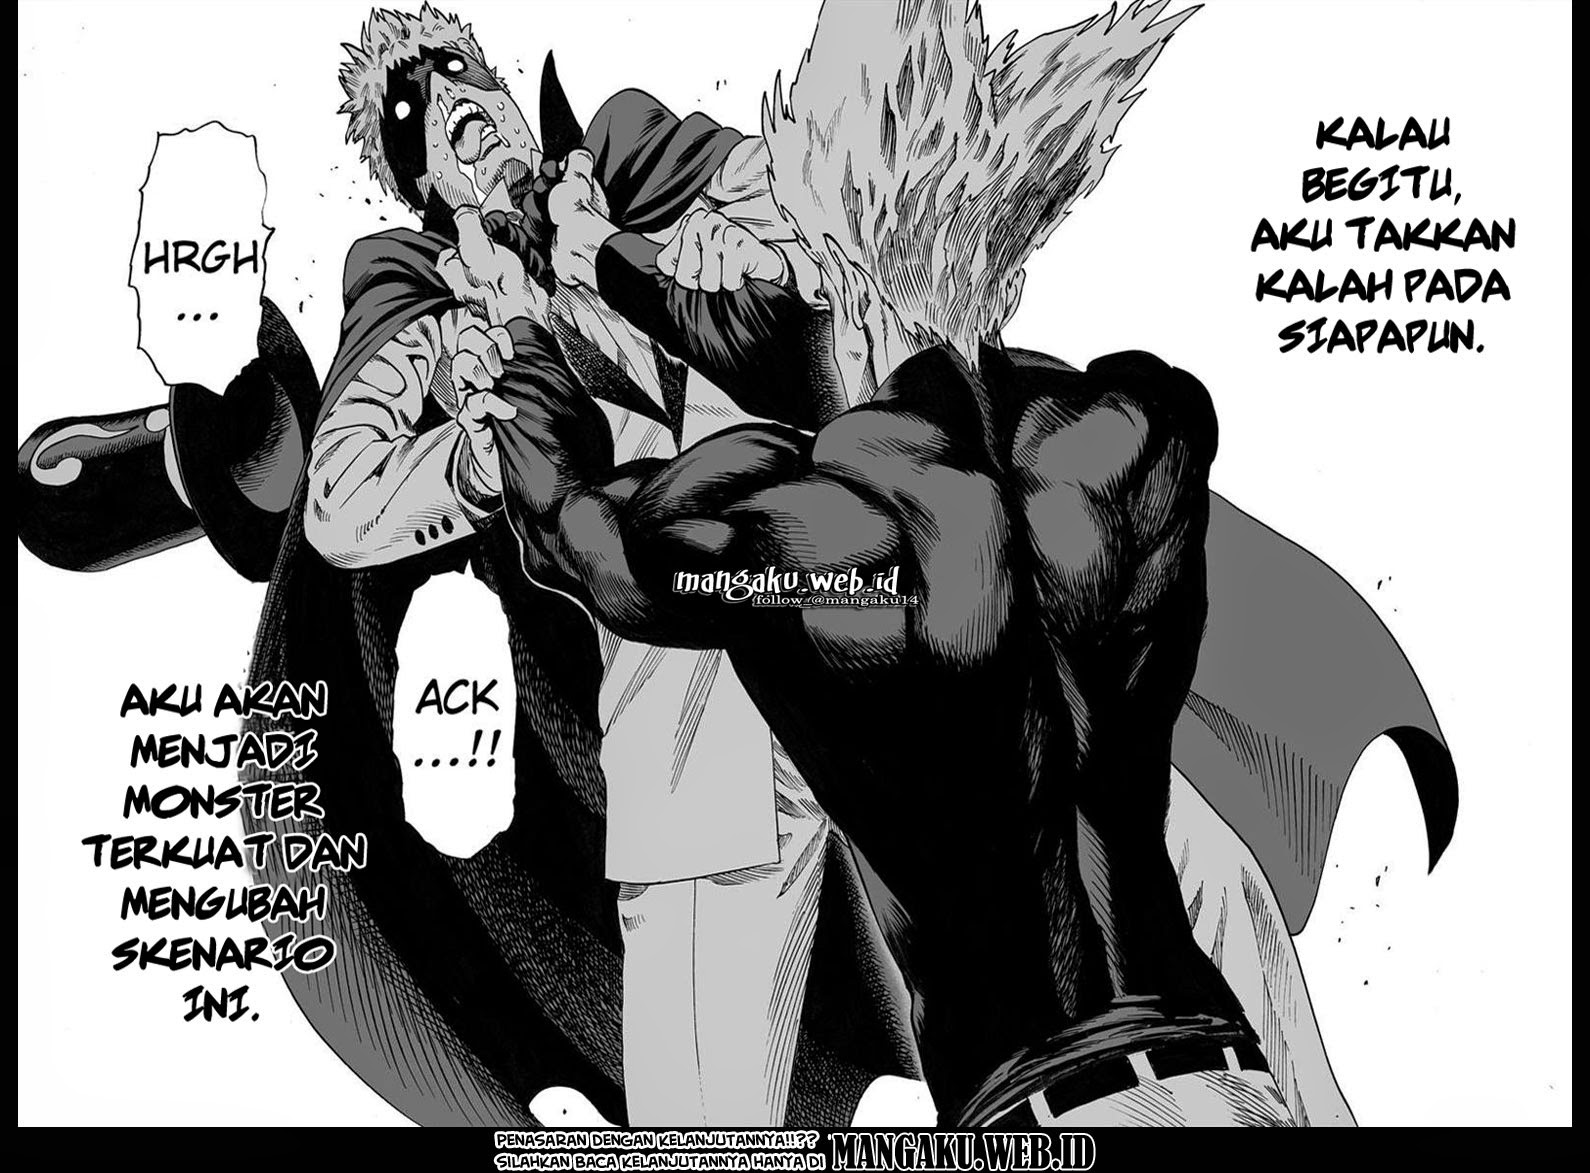 KALAU
BEGITU,
AKU TAKKAN
KALAH PADA
SIAPAPUN.
HRGH
...
ACK
...!!
AKU AKAN
MENJADI
MONSTER
TERKUAT DAN
MENGUBAH
SKENARIO
INI.
mangaku.web.id
follow_@mangaku14
PENASARAN DENGAN KELANJUTANNYA!!??
SILAHKAN BACA KELANJUTANNYA HANYA DI MANGAKU.WEB.ID